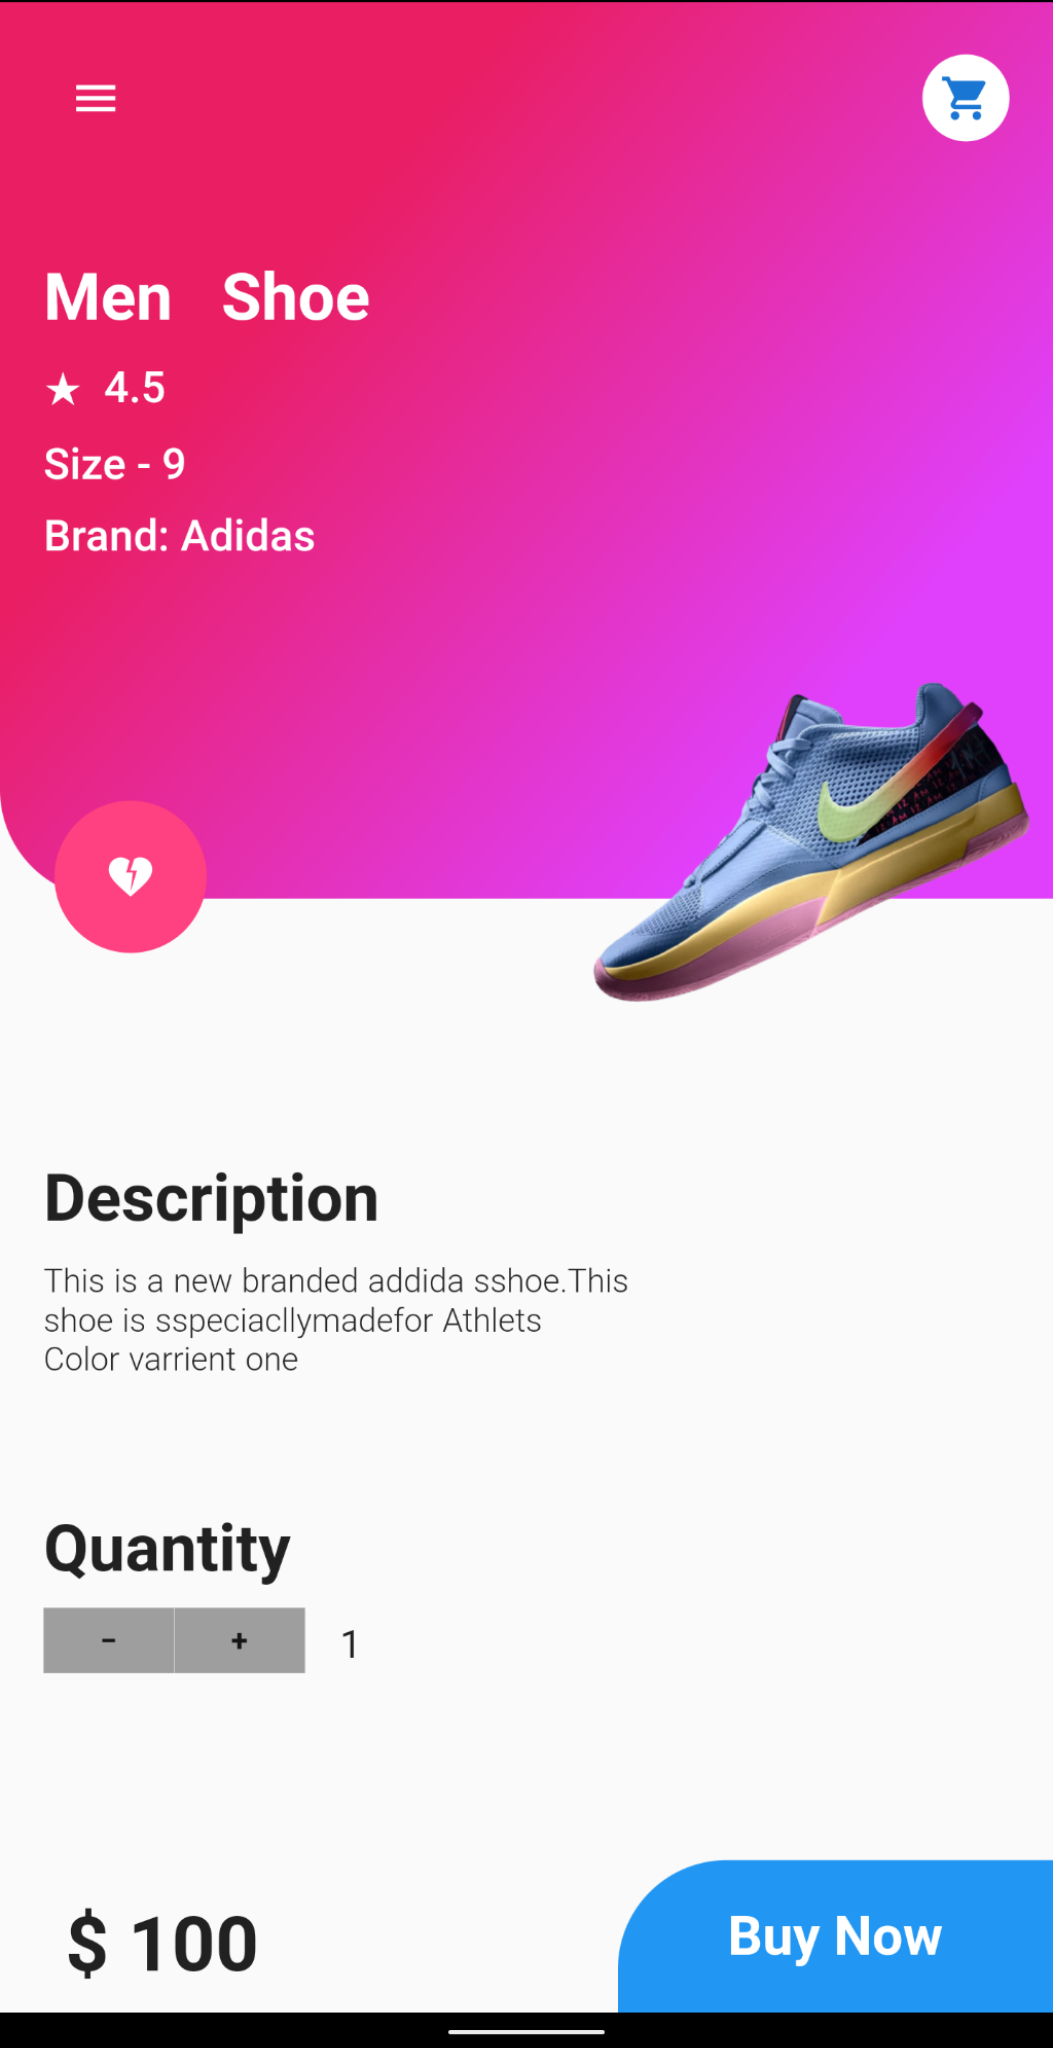 Men   Shoe
★ 4.5
Size - 9
Brand: Adidas
Description
This is a new branded addida sshoe.This
shoe is sspeciacllymadefor Athlets
Color varrient one
Quantity
- + 1
$ 100
Buy Now